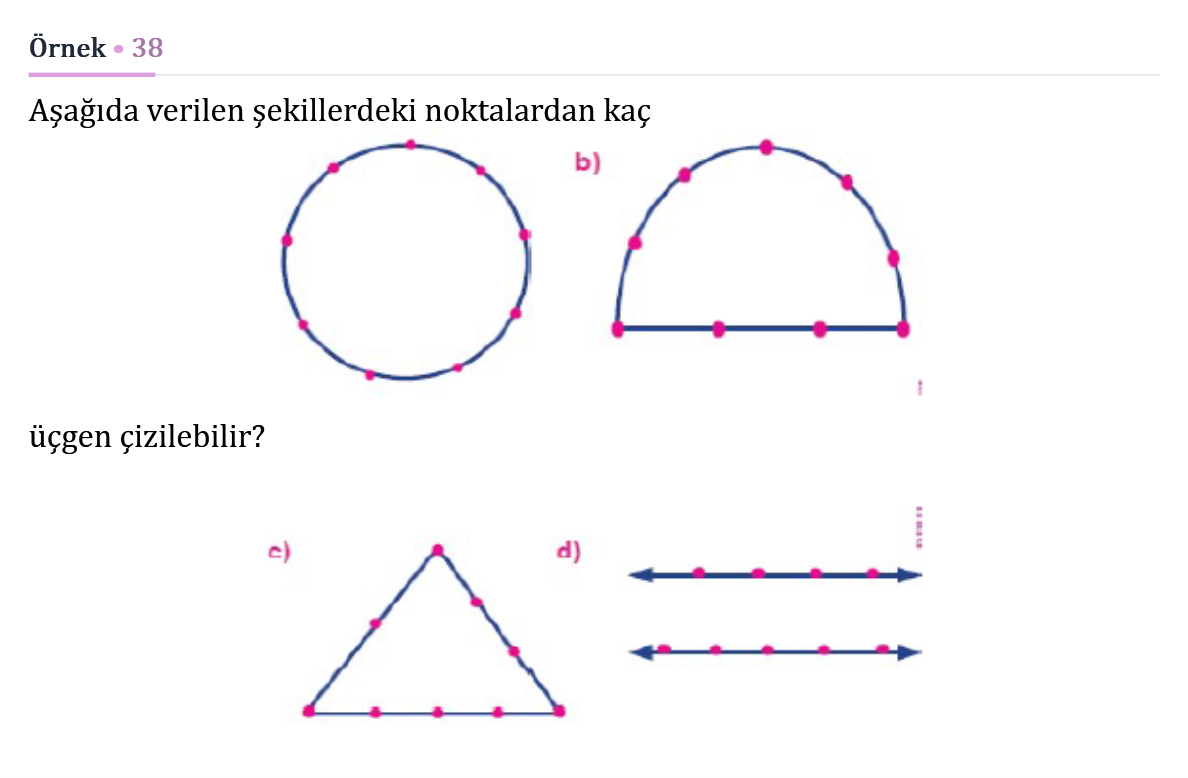 Örnek • 38
Aşağıda verilen şekillerdeki noktalardan kaç
b)
üçgen çizilebilir?
c) d)